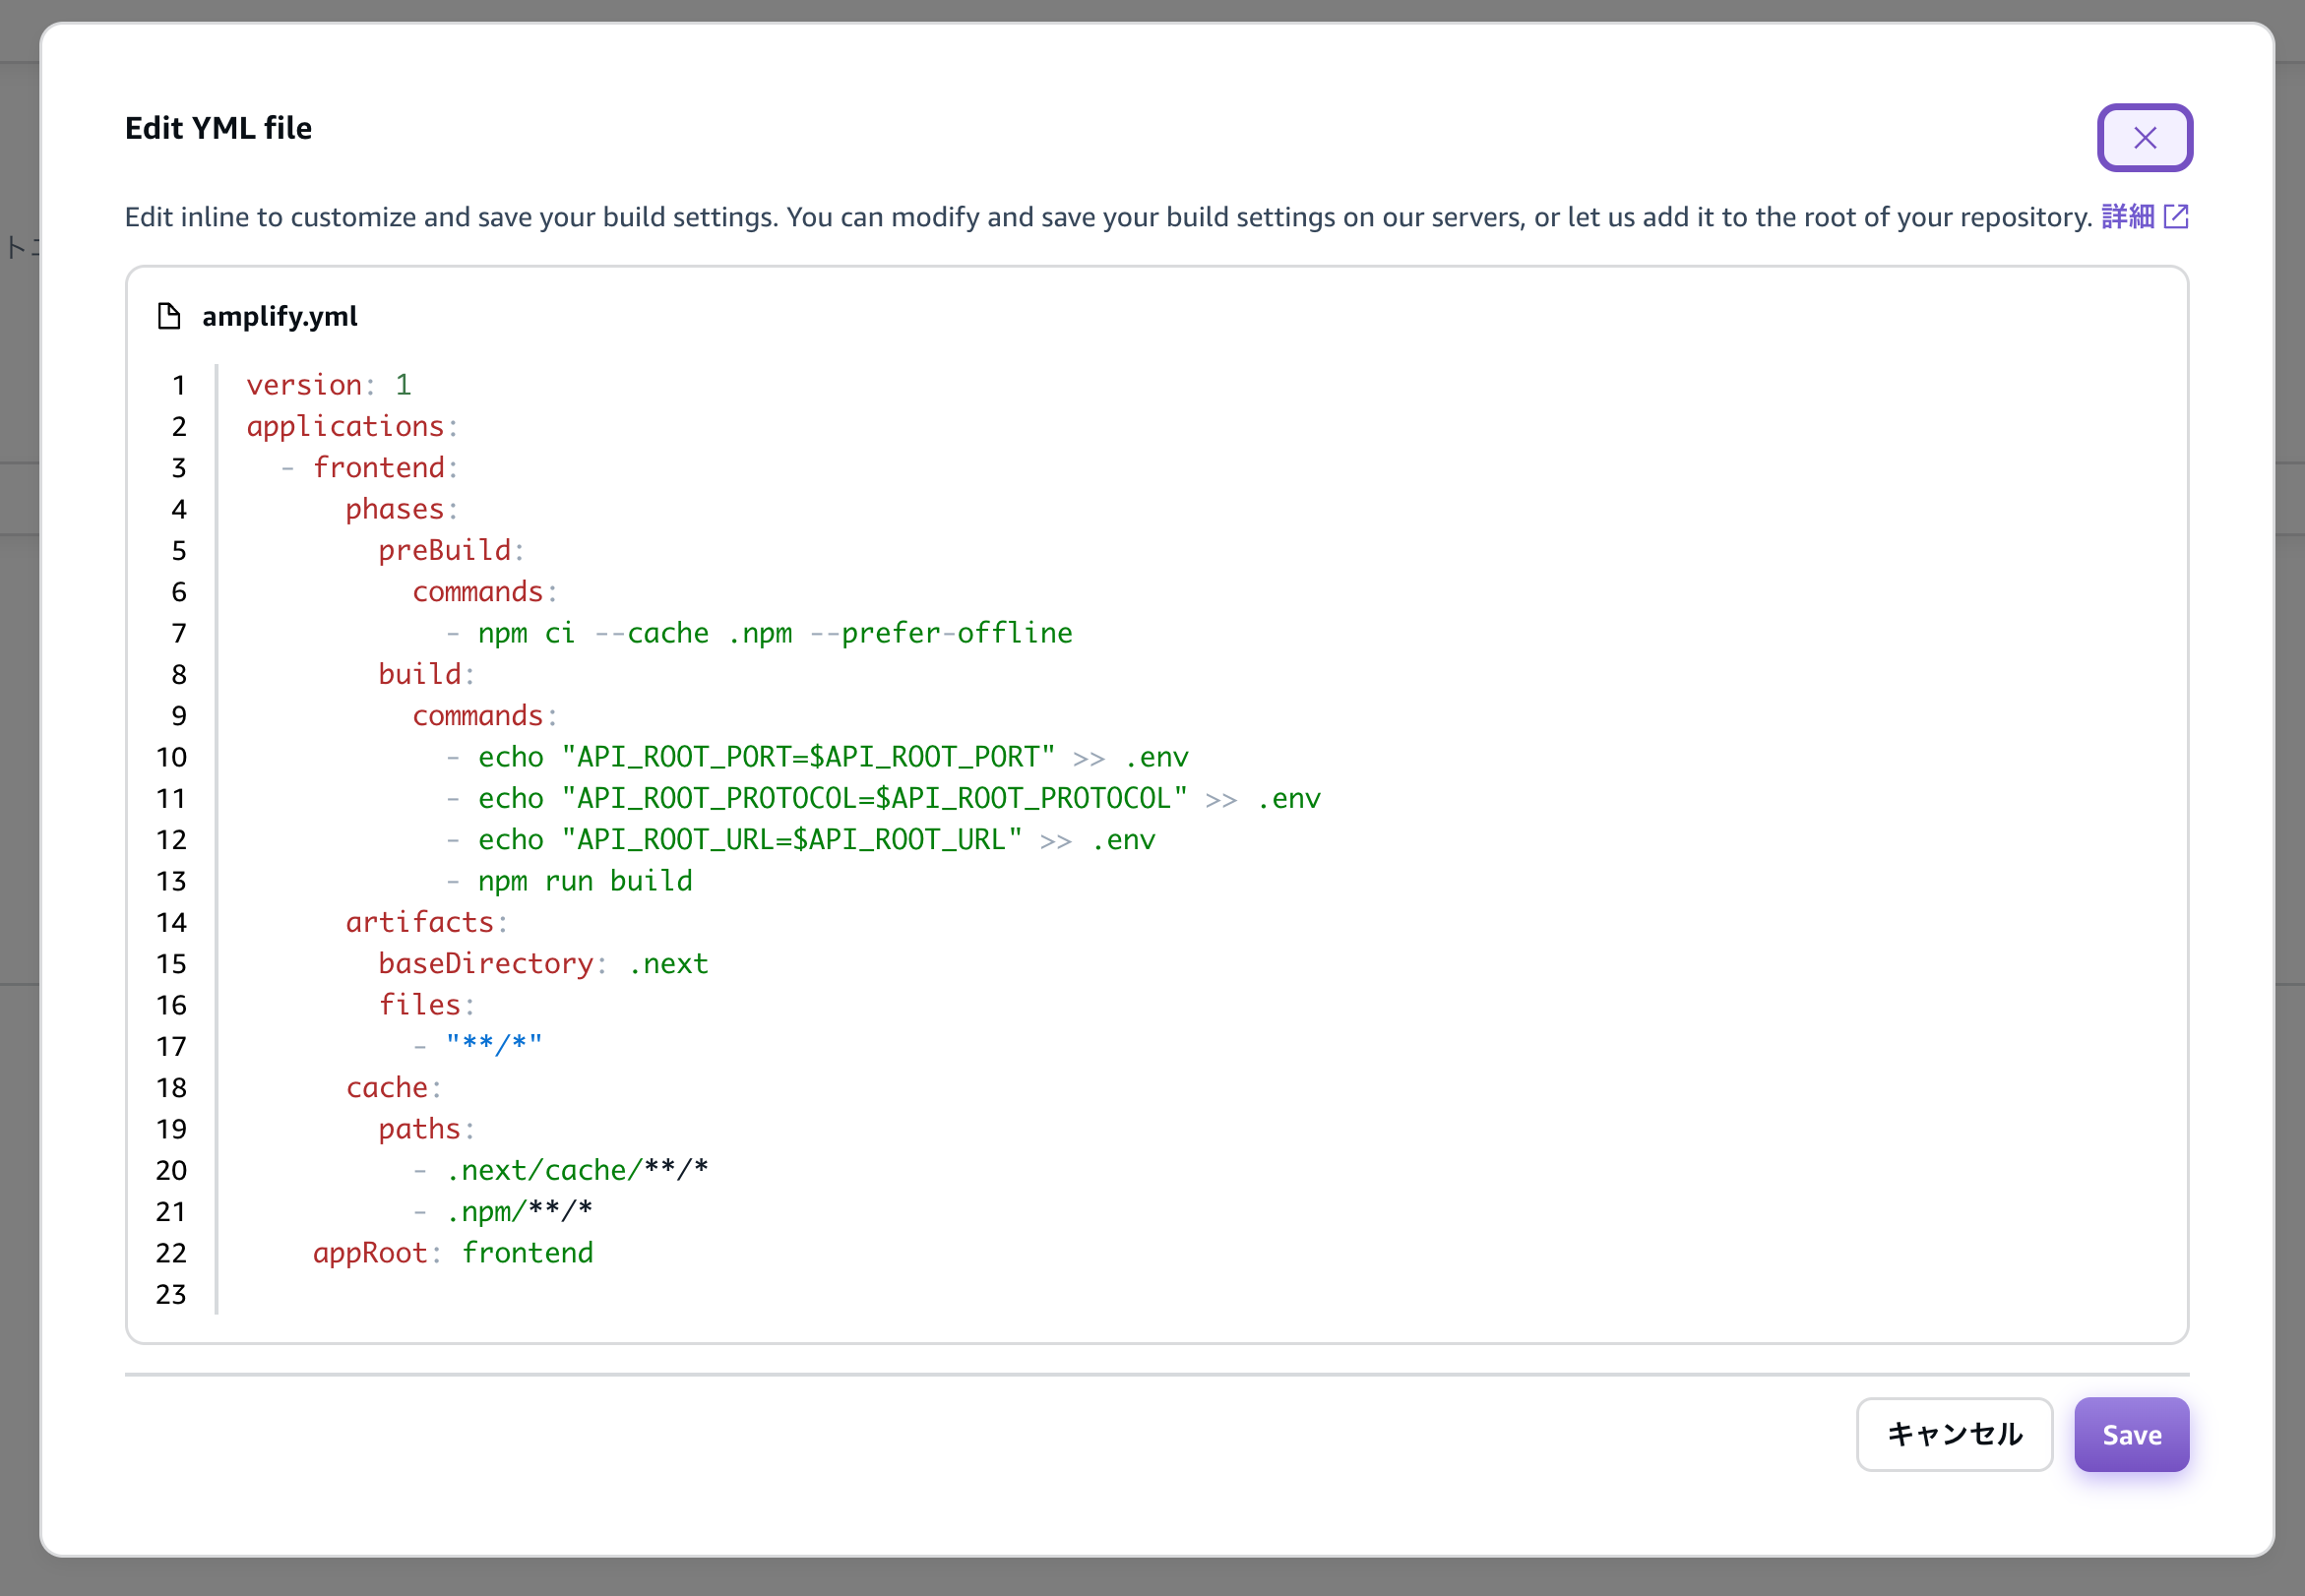 Edit YML file
Edit inline to customize and save your build settings. You can modify and save your build settings on our servers, or let us add it to the root of your repository. 詳細
ト
amplify.yml
1 version: 1
2 applications:
3   - frontend:
4       phases:
5         preBuild:
6           commands:
7             - npm ci --cache .npm --prefer-offline
8         build:
9           commands:
10             - echo "API_ROOT_PORT=$API_ROOT_PORT" >> .env
11             - echo "API_ROOT_PROTOCOL=$API_ROOT_PROTOCOL" >> .env
12             - echo "API_ROOT_URL=$API_ROOT_URL" >> .env
13             - npm run build
14       artifacts:
15         baseDirectory: .next
16         files:
17           - "**/*"
18       cache:
19         paths:
20           - .next/cache/**/*
21           - .npm/**/*
22     appRoot: frontend
23
キャンセル
Save